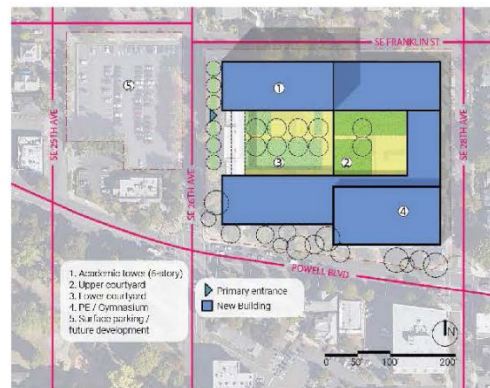 SE FRANKLIN ST
SE 29TH AVE
SE 26TH AVE
SE 28TH AVE
POWELL BLVD
1
2
3
4
5
1. Academic tower (6-story)
2. Upper courtyard
3. Lower courtyard
4. PE / Gymnasium
5. Surface parking /
future development
Primary entrance
New Building
N
0 50' 100' 200'